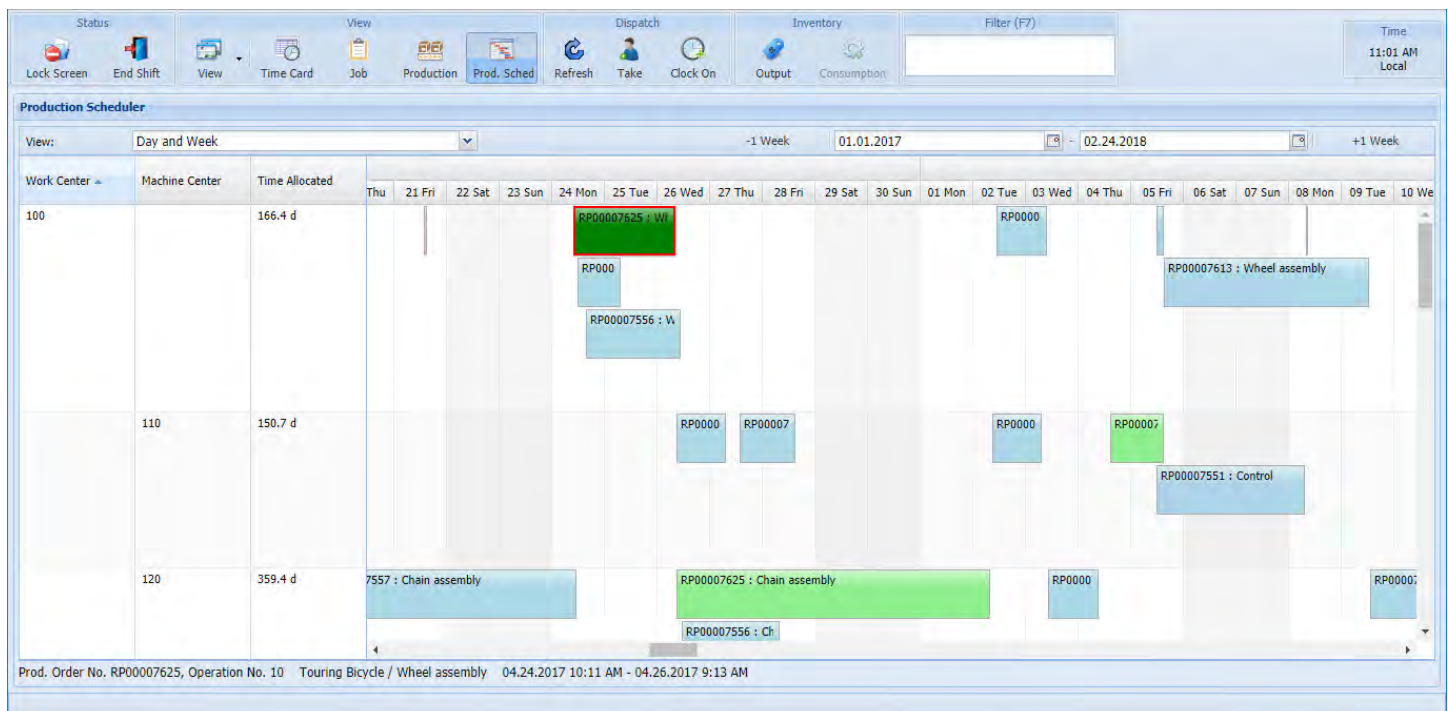 Status View Dispatch Inventory Filter (F7) Time
Lock Screen End Shift View Time Card Job Production Prod. Sched Refresh Take Clock On Output Consumption
11:01 AM
Local
Production Scheduler
View: Day and Week -1 Week 01.01.2017 - 02.24.2018 +1 Week
Work Center Machine Center Time Allocated
Thu 21 Fri 22 Sat 23 Sun 24 Mon 25 Tue 26 Wed 27 Thu 28 Fri 29 Sat 30 Sun 01 Mon 02 Tue 03 Wed 04 Thu 05 Fri 06 Sat 07 Sun 08 Mon 09 Tue 10 We
100 166.4 d RP00007625 : Wl RP0000
RP000 RP00007613 : Wheel assembly
RP00007556 : W
110 150.7 d RP0000 RP00007 RP0000 RP00007
RP00007551 : Control
120 359.4 d 7557 : Chain assembly RP00007625 : Chain assembly RP0000 RP00007
RP00007556 : Ch
Prod. Order No. RP00007625, Operation No. 10 Touring Bicycle / Wheel assembly 04.24.2017 10:11 AM - 04.26.2017 9:13 AM